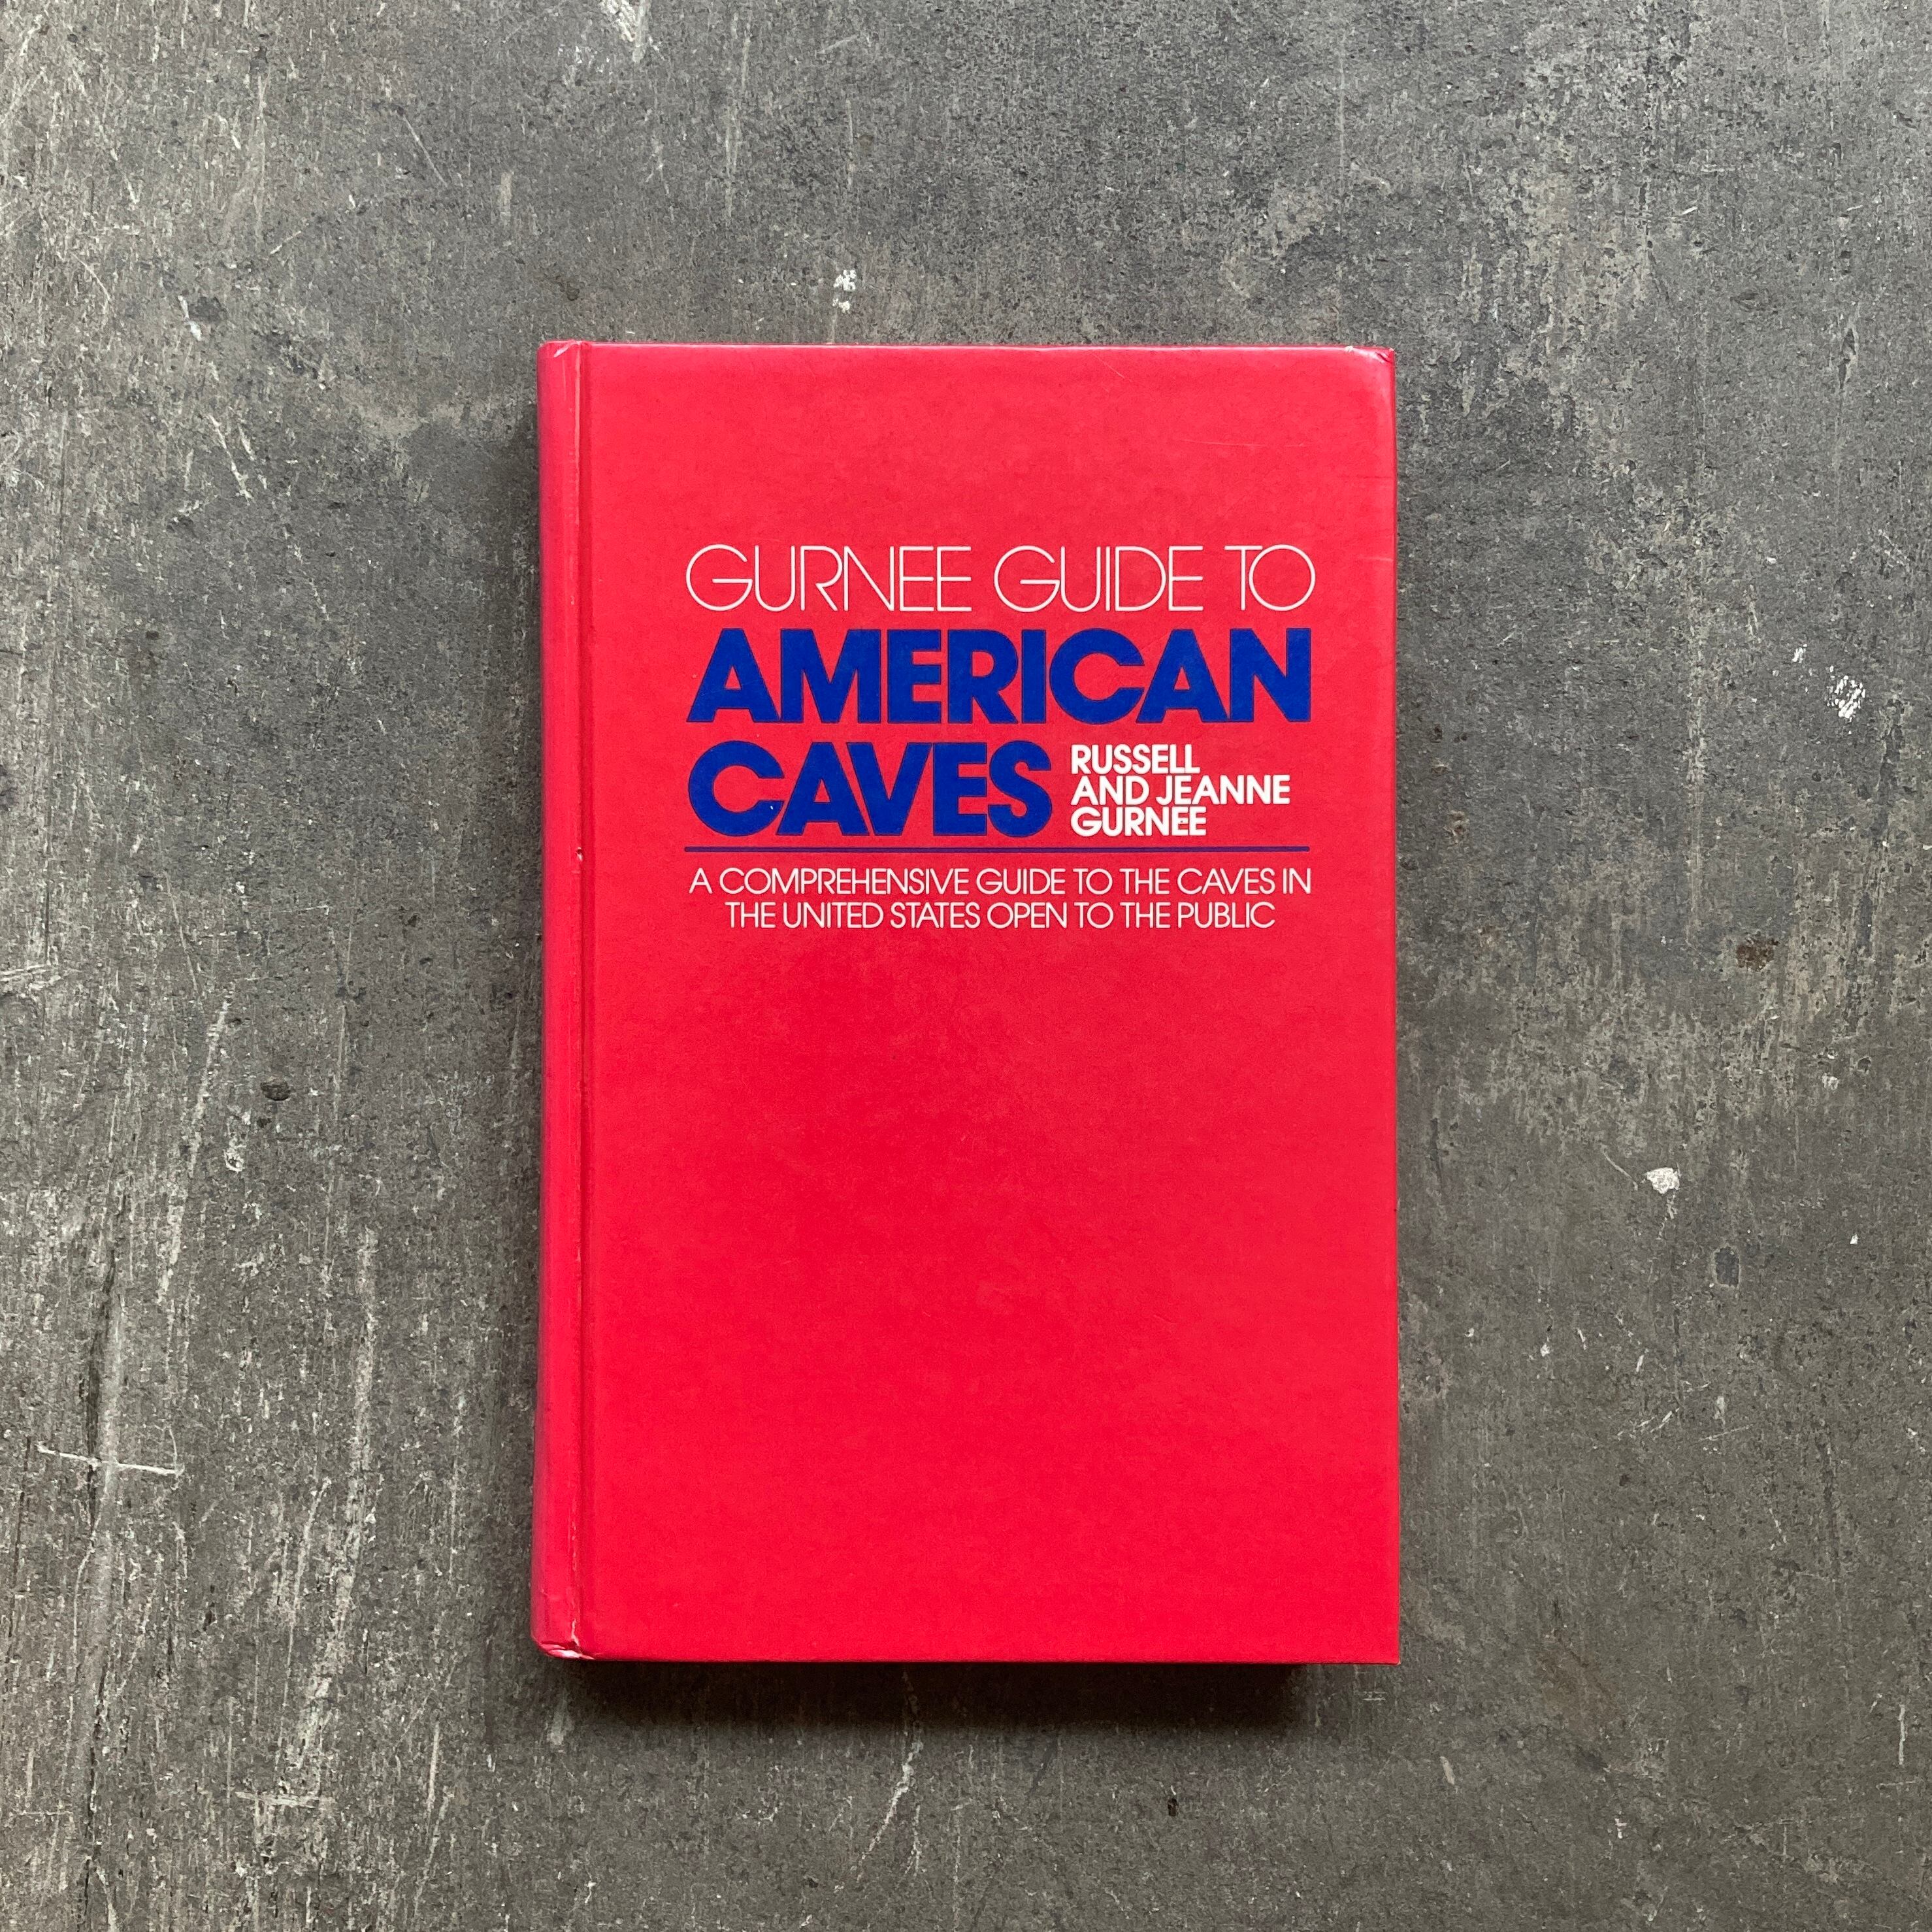 GURNEE GUIDE TO
AMERICAN
CAVES
RUSSELL
AND JEANNE
GURNEE
A COMPREHENSIVE GUIDE TO THE CAVES IN
THE UNITED STATES OPEN TO THE PUBLIC